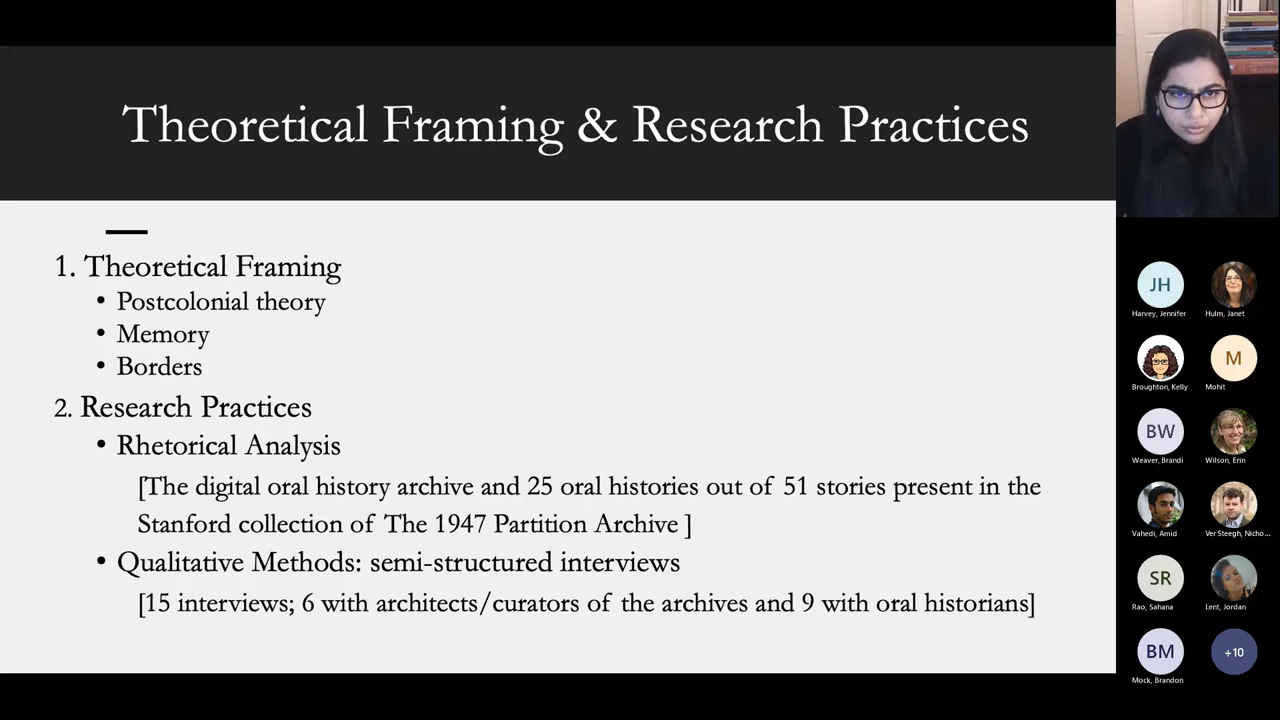 Theoretical Framing & Research Practices
1. Theoretical Framing
• Postcolonial theory
• Memory
• Borders
2. Research Practices
• Rhetorical Analysis
[The digital oral history archive and 25 oral histories out of 51 stories present in the
Stanford collection of The 1947 Partition Archive ]
• Qualitative Methods: semi-structured interviews
[15 interviews; 6 with architects/curators of the archives and 9 with oral historians]
JH
Harvey, Jennifer
Hulm, Janet
Broughton, Kelly
M
Mohit
BW
Weaver, Brandi
Wilson, Erin
Vahedi, Amid
Ver Steegh, Nicho...
SR
Rao, Sahana
Lent, Jordan
BM
Mock, Brandon
+10